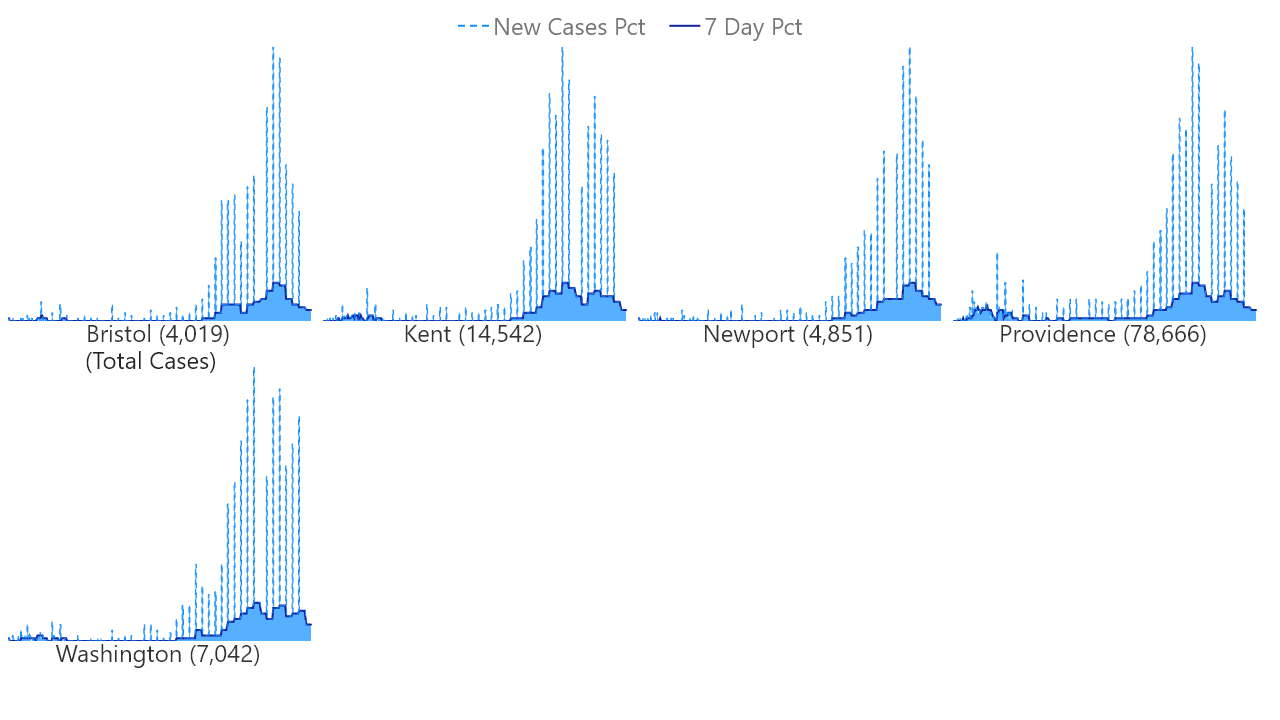 New Cases Pct
7 Day Pct
Bristol (4,019)
(Total Cases)
Kent (14,542)
Newport (4,851)
Providence (78,666)
Washington (7,042)